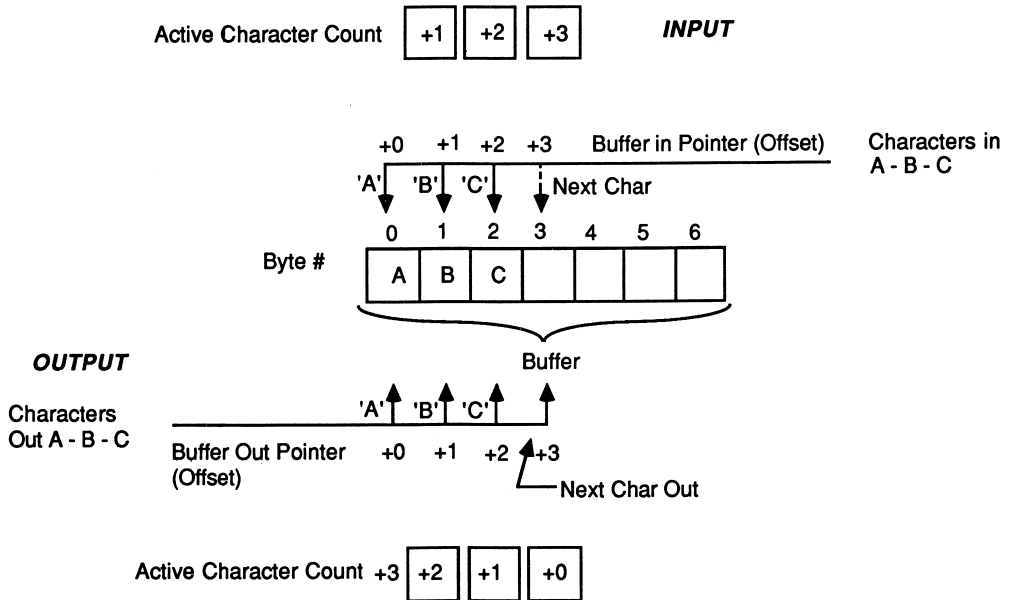 Active Character Count +1 +2 +3 INPUT
+0 +1 +2 +3 Buffer in Pointer (Offset) Characters in
A - B - C
'A' 'B' 'C' Next Char
0 1 2 3 4 5 6
Byte # A B C
Buffer
OUTPUT
Characters
Out A - B - C
'A' 'B' 'C'
Buffer Out Pointer
(Offset)
+0 +1 +2 +3
Next Char Out
Active Character Count +3 +2 +1 +0